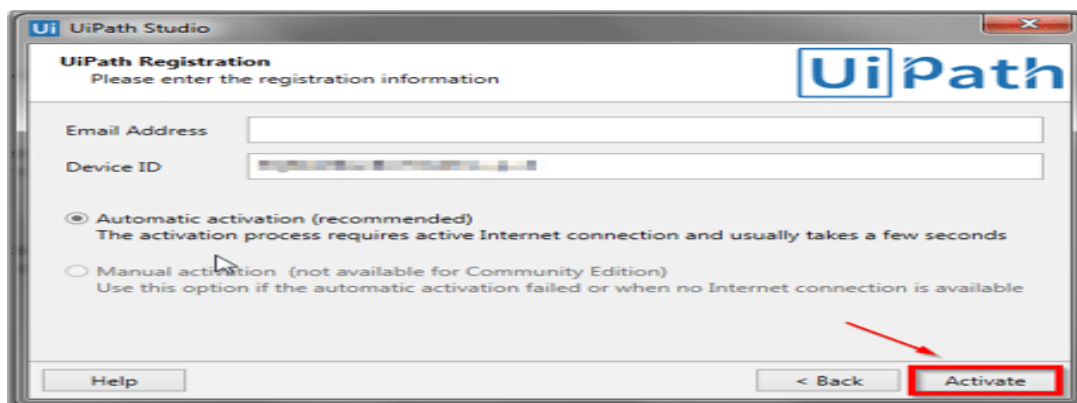 Ui UiPath Studio
UiPath Registration
Please enter the registration information
UiPath
Email Address
Device ID
Automatic activation (recommended)
The activation process requires active Internet connection and usually takes a few seconds
Manual activation (not available for Community Edition)
Use this option if the automatic activation failed or when no Internet connection is available
Help
< Back
Activate